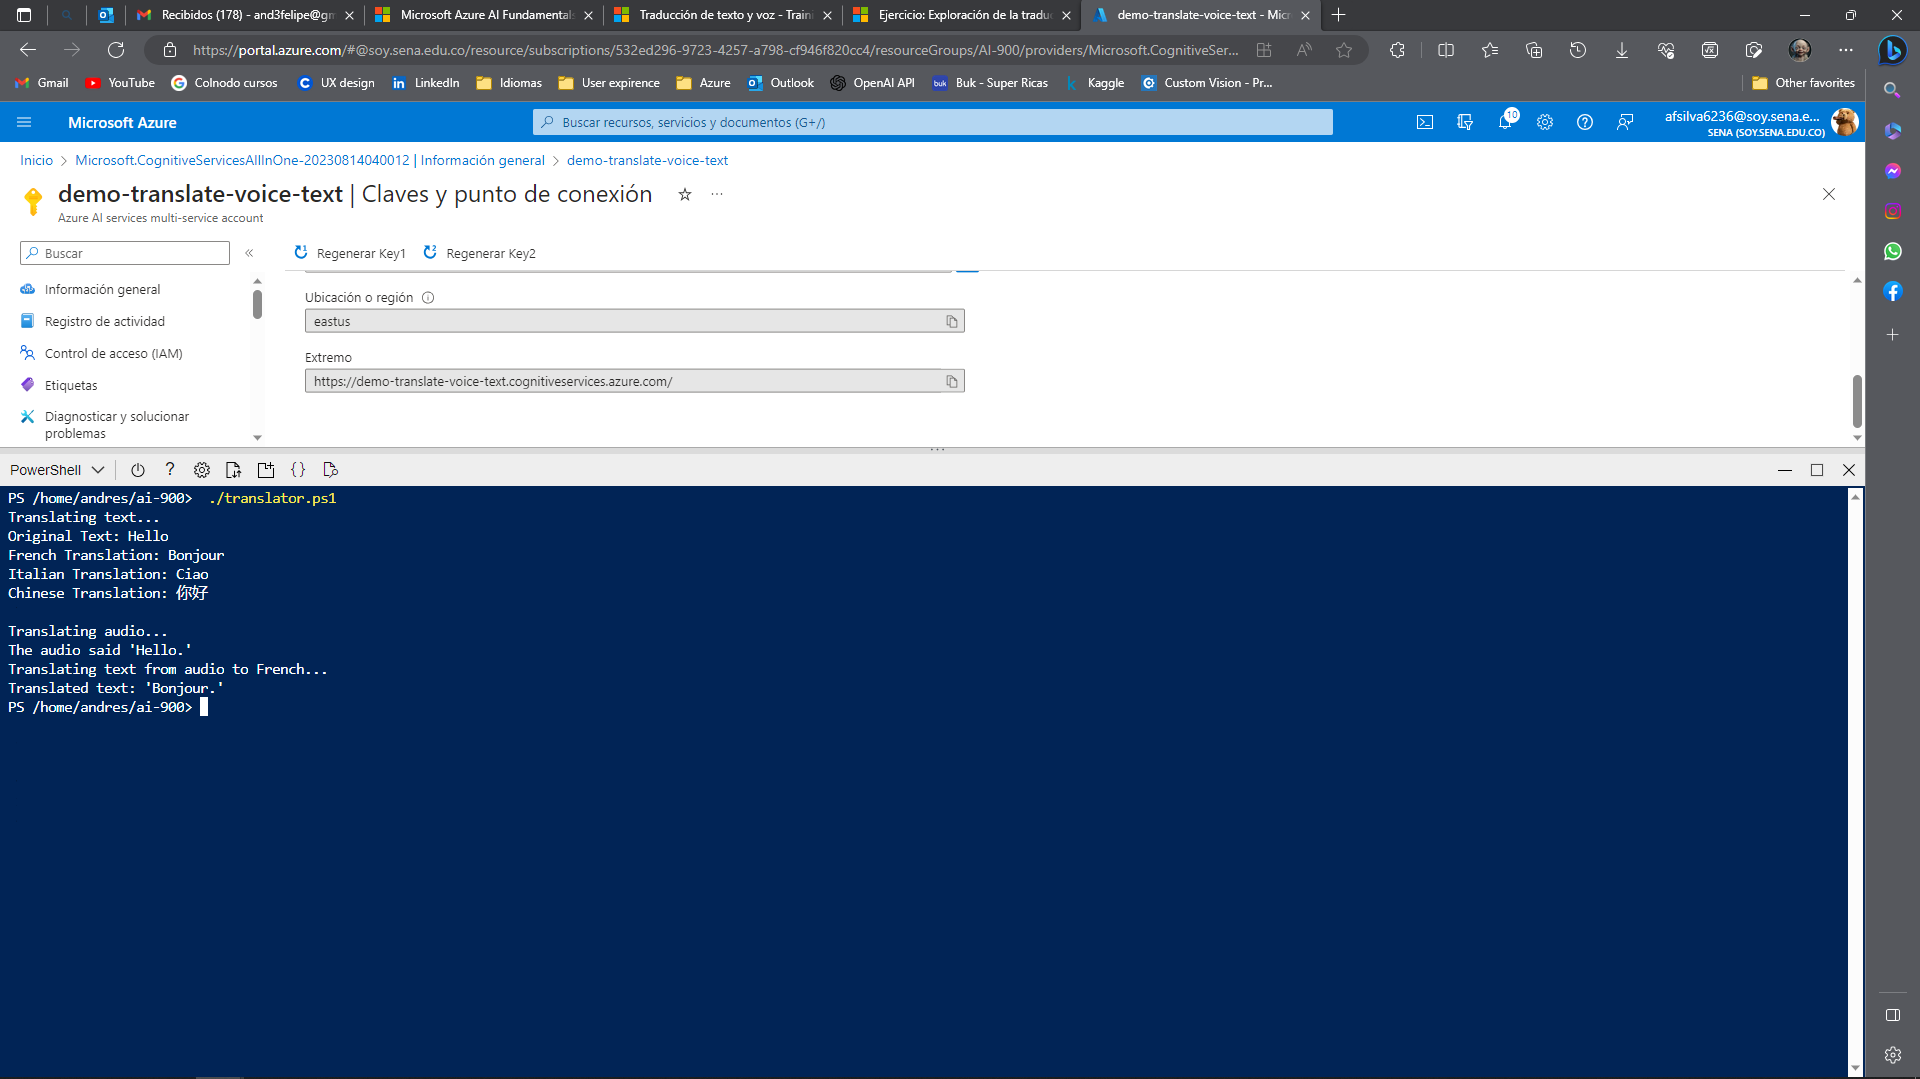 Recibidos (178) - and3felipe@gm
Microsoft Azure AI Fundamentals
Traducción de texto y voz - Traini
Ejercicio: Exploración de la traduc
demo-translate-voice-text - Micr
https://portal.azure.com/#@soy.sena.edu.co/resource/subscriptions/532ed296-9723-4257-a798-cf946f820cc4/resourceGroups/AI-900/providers/Microsoft.CognitiveSer...
Gmail
YouTube
Colnodo cursos
UX design
LinkedIn
Idiomas
User expirence
Azure
Outlook
OpenAI API
buk
Buk - Super Ricas
Kaggle
Custom Vision - Pr...
Other favorites
Microsoft Azure
Buscar recursos, servicios y documentos (G+/)
10
afsilva6236@soy.sena.e...
SENA (SOY.SENA.EDU.CO)
Inicio > Microsoft.CognitiveServicesAllInOne-20230814040012 | Información general > demo-translate-voice-text
demo-translate-voice-text | Claves y punto de conexión
Azure AI services multi-service account
Buscar
Regenerar Key1
Regenerar Key2
Información general
Registro de actividad
Control de acceso (IAM)
Etiquetas
Diagnosticar y solucionar
problemas
Ubicación o región
eastus
Extremo
https://demo-translate-voice-text.cognitiveservices.azure.com/
PowerShell
PS /home/andres/ai-900> ./translator.ps1
Translating text...
Original Text: Hello
French Translation: Bonjour
Italian Translation: Ciao
Chinese Translation: 你好
Translating audio...
The audio said 'Hello.'
Translating text from audio to French...
Translated text: 'Bonjour.'
PS /home/andres/ai-900>